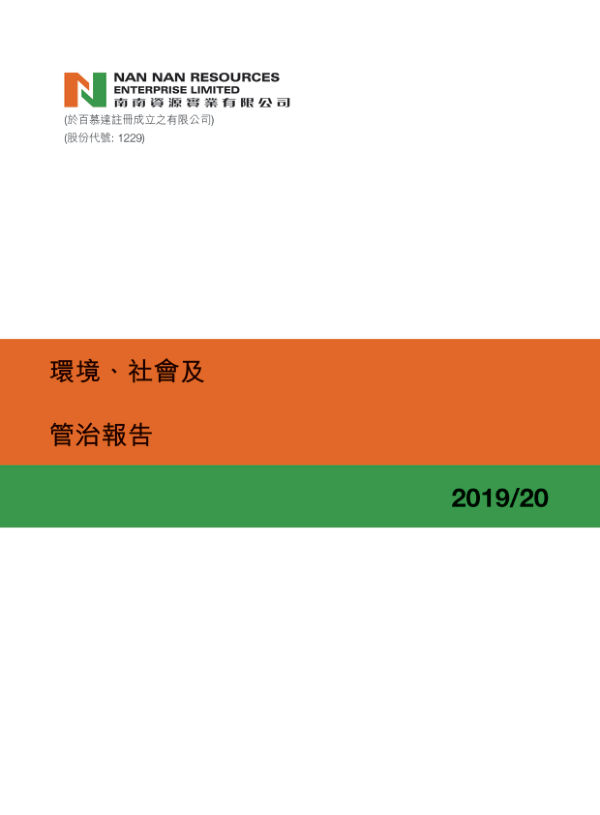 NAN NAN RESOURCES
ENTERPRISE LIMITED
南南資源實業有限公司
(於百慕達註冊成立之有限公司)
(股份代號: 1229)
環境、社會及
管治報告
2019/20